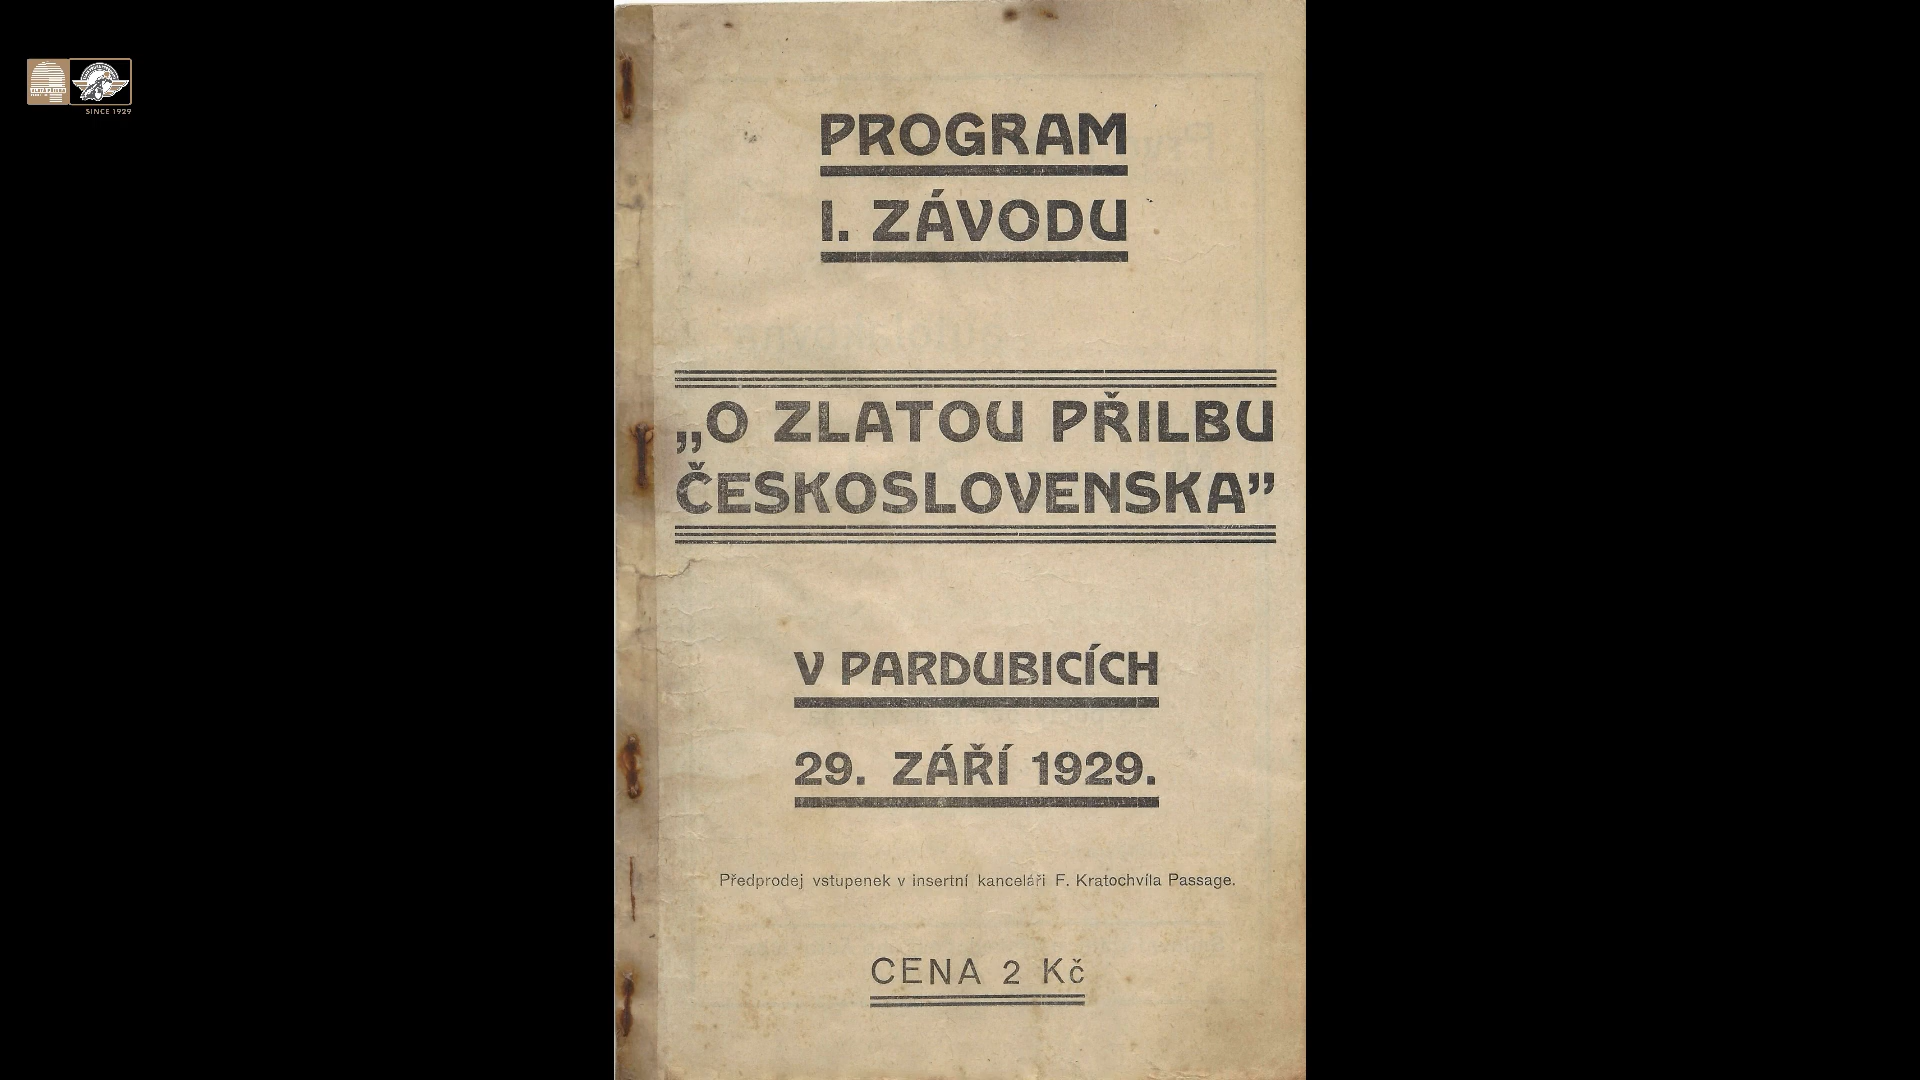 SINCE 1929
PROGRAM
I. ZÁVODU
„O ZLATOU PŘILBU
ČESKOSLOVENSKA”
V PARDUBICÍCH
29. ZÁŘÍ 1929.
Předprodej vstupenek v insertní kanceláři F. Kratochvíla Passage.
CENA 2 Kč